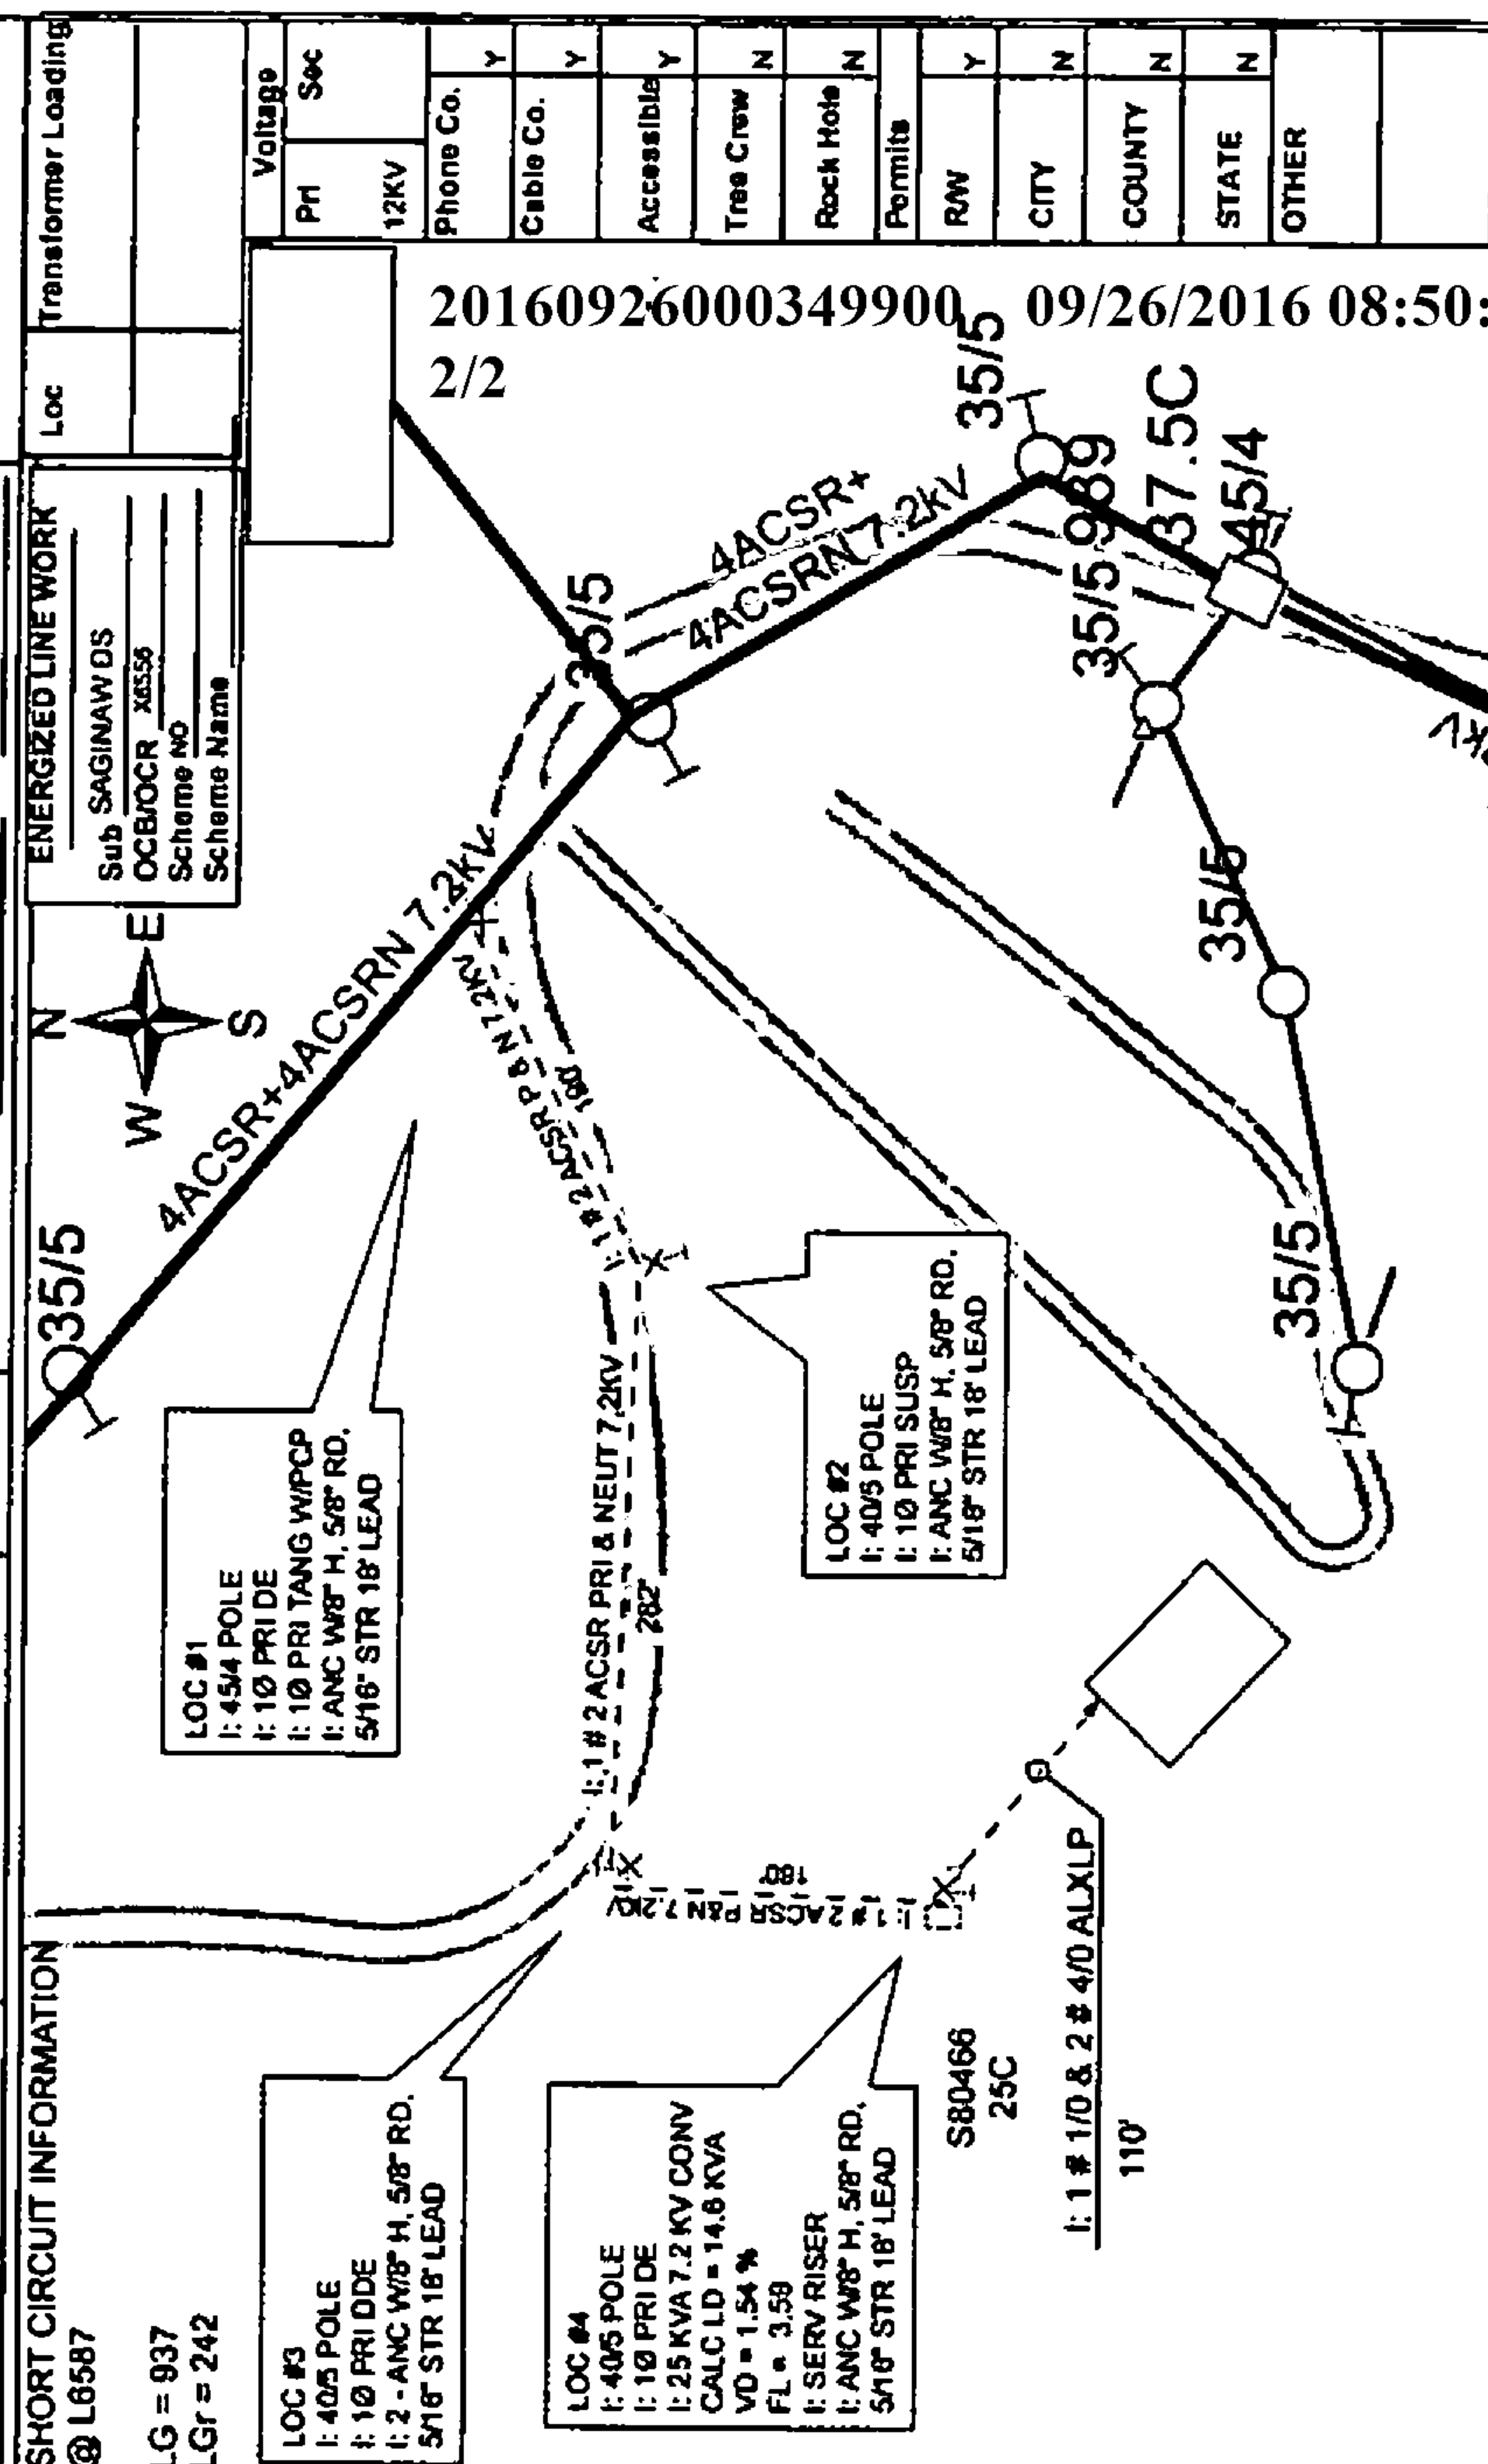 20160926000349900 09/26/2016 08:50:
2/2
SHORT CIRCUIT INFORMATION
@ L6587
LG = 937
LGr = 242
N
W E
S
ENERGIZED LINE WORK
Sub SAGINAW DS
OCB/OCR X6556
Scheme NO
Scheme Name
Loc Transformer Loading
Voltage
Pri Sec
12KV
Phone Co. Y
Cable Co. Y
Accessible Y
Tree Crew N
Rock Hole N
Permits
R/W Y
CITY N
COUNTY N
STATE N
OTHER
35/5
4ACSR+4ACSRN 7.2kV
35/5
4ACSR+
4ACSRN 7.2kV
35/5
35/5 989
37.5C
45/4
35/5
35/5
LOC #1
I: 45/4 POLE
I: 1Ø PRI DE
I: 1Ø PRI TANG W/PCP
I: ANC W/8" H, 5/8" RD,
5/16" STR 18' LEAD
I: 1 # 2 ACSR P & N 7.2KV
190'
I: 1 # 2 ACSR PRI & NEUT 7.2KV
282'
LOC #2
I: 40/5 POLE
I: 1Ø PRI SUSP
I: ANC W/8" H, 5/8" RD,
5/16" STR 18' LEAD
I: 1 # 2 ACSR P&N 7.2KV
180'
LOC #3
I: 40/5 POLE
I: 1Ø PRI DDE
I: 2 - ANC W/8" H, 5/8" RD,
5/16" STR 18' LEAD
LOC #4
I: 40/5 POLE
I: 1Ø PRI DE
I: 25 KVA 7.2 KV CONV
CALC LD = 14.6 KVA
VD = 1.54 %
FL = 3.59
I: SERV RISER
I: ANC W/8" H, 5/8" RD,
5/16" STR 18' LEAD
S80466
25C
I: 1 # 1/0 & 2 # 4/0 ALXLP
110'